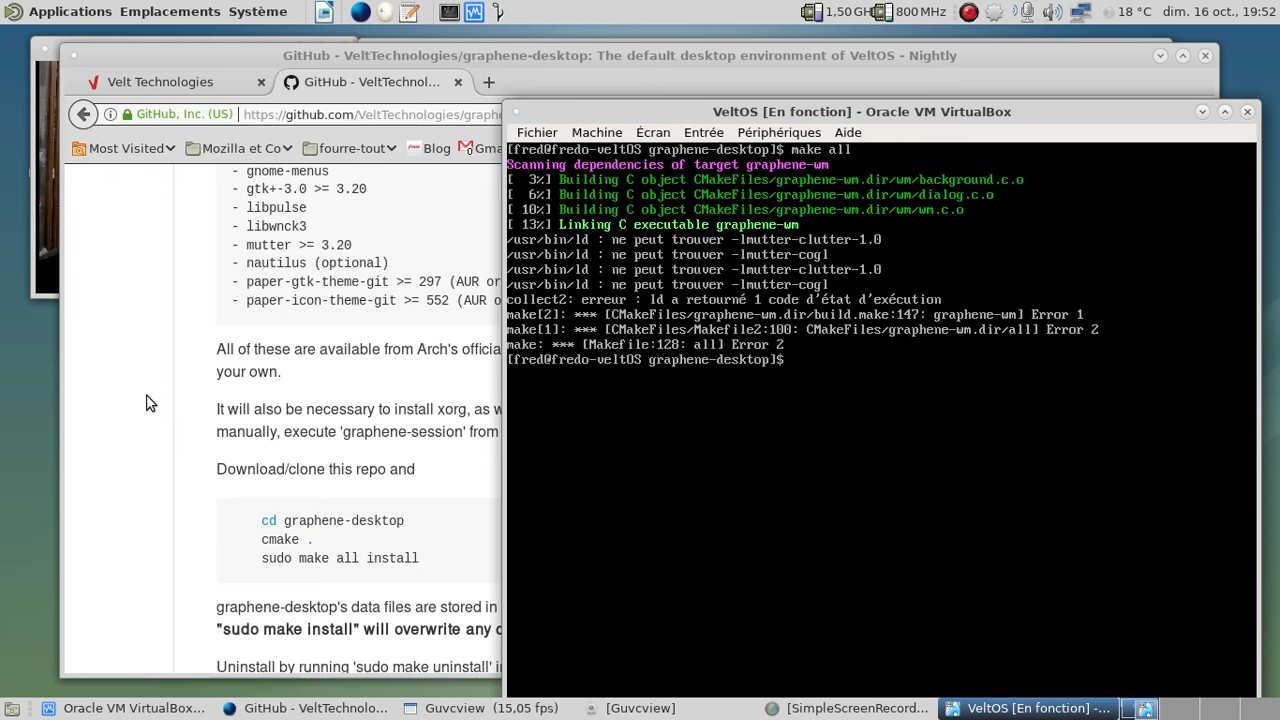 Applications Emplacements Système
1,50 GHz 800 MHz 18 °C dim. 16 oct., 19:52
GitHub - VeltTechnologies/graphene-desktop: The default desktop environment of VeltOS - Nightly
Velt Technologies
GitHub - VeltTechnol...
GitHub, Inc. (US) https://github.com/VeltTechnologies/graphe
Most Visited Mozilla et Co fourre-tout Blog Gma
- gnome-menus
- gtk+-3.0 >= 3.20
- libpulse
- libwnck3
- mutter >= 3.20
- nautilus (optional)
- paper-gtk-theme-git >= 297 (AUR or
- paper-icon-theme-git >= 552 (AUR or
All of these are available from Arch's officia
your own.
It will also be necessary to install xorg, as w
manually, execute 'graphene-session' from
Download/clone this repo and
cd graphene-desktop
cmake .
sudo make all install
graphene-desktop's data files are stored in
"sudo make install" will overwrite any c
Uninstall by running 'sudo make uninstall' i
VeltOS [En fonction] - Oracle VM VirtualBox
Fichier Machine Écran Entrée Périphériques Aide
[fred@fredo-veltOS graphene-desktop]$ make all
Scanning dependencies of target graphene-wm
[  3%] Building C object CMakeFiles/graphene-wm.dir/wm/background.c.o
[  6%] Building C object CMakeFiles/graphene-wm.dir/wm/dialog.c.o
[ 10%] Building C object CMakeFiles/graphene-wm.dir/wm/wm.c.o
[ 13%] Linking C executable graphene-wm
/usr/bin/ld : ne peut trouver -lmutter-clutter-1.0
/usr/bin/ld : ne peut trouver -lmutter-cogl
/usr/bin/ld : ne peut trouver -lmutter-clutter-1.0
/usr/bin/ld : ne peut trouver -lmutter-cogl
collect2: erreur : ld a retourné 1 code d'état d'exécution
make[2]: *** [CMakeFiles/graphene-wm.dir/build.make:147: graphene-wm] Error 1
make[1]: *** [CMakeFiles/Makefile2:100: CMakeFiles/graphene-wm.dir/all] Error 2
make: *** [Makefile:128: all] Error 2
[fred@fredo-veltOS graphene-desktop]$
Oracle VM VirtualBox... GitHub - VeltTechnolo... Guvcview (15,05 fps) [Guvcview] [SimpleScreenRecord... VeltOS [En fonction] -...